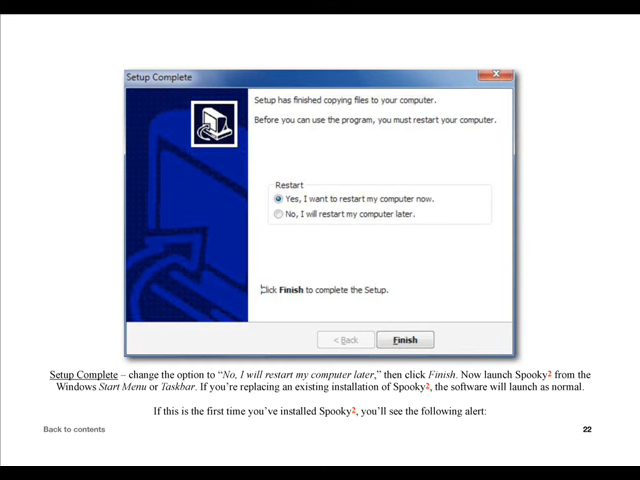 Setup Complete
Setup has finished copying files to your computer.
Before you can use the program, you must restart your computer.
Restart
Yes, I want to restart my computer now.
No, I will restart my computer later.
Click Finish to complete the Setup.
< Back
Finish
Setup Complete – change the option to “No, I will restart my computer later,” then click Finish. Now launch Spooky2 from the
Windows Start Menu or Taskbar. If you’re replacing an existing installation of Spooky2, the software will launch as normal.
If this is the first time you’ve installed Spooky2, you’ll see the following alert:
Back to contents
22